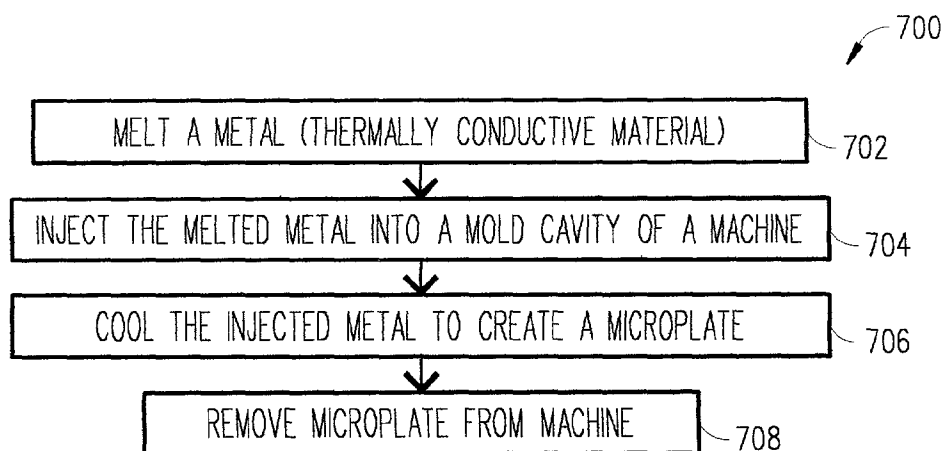 700
MELT A METAL (THERMALLY CONDUCTIVE MATERIAL)
702
INJECT THE MELTED METAL INTO A MOLD CAVITY OF A MACHINE
704
COOL THE INJECTED METAL TO CREATE A MICROPLATE
706
REMOVE MICROPLATE FROM MACHINE
708